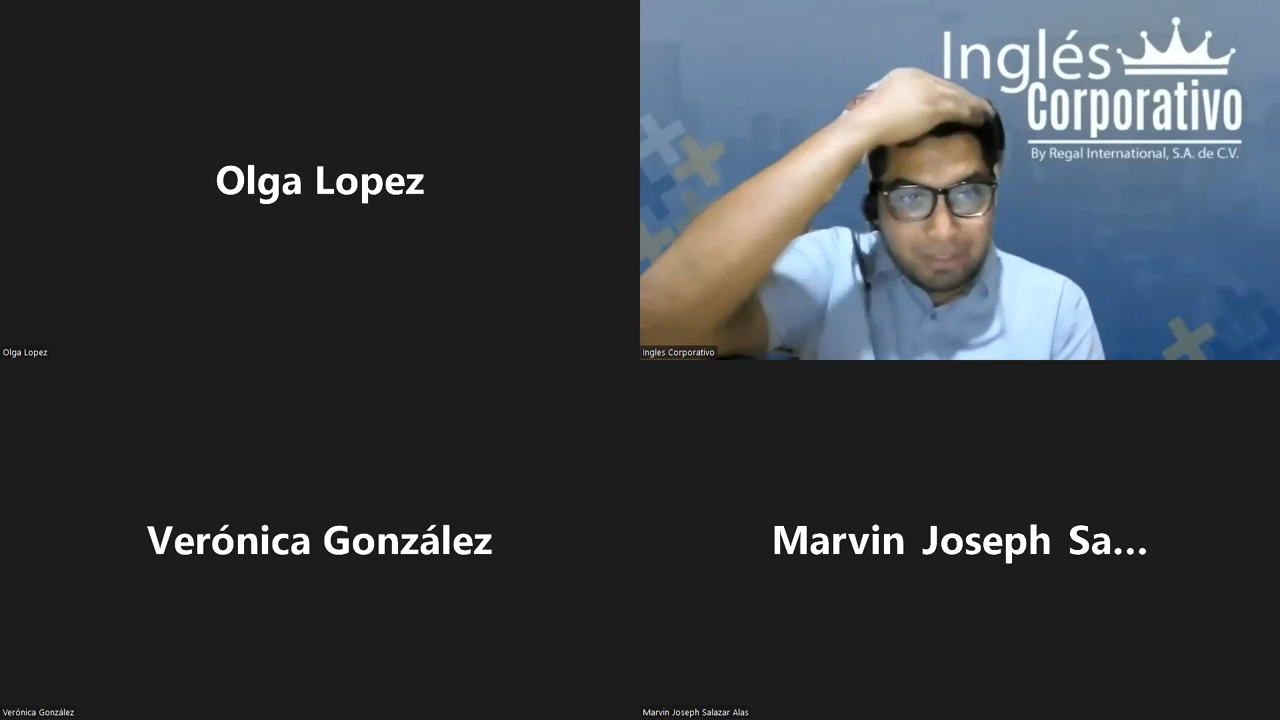 Olga Lopez
Olga Lopez
Inglés
Corporativo
By Regal International, S.A. de C.V.
Ingles Corporativo
Verónica González
Verónica González
Marvin Joseph Sa...
Marvin Joseph Salazar Alas